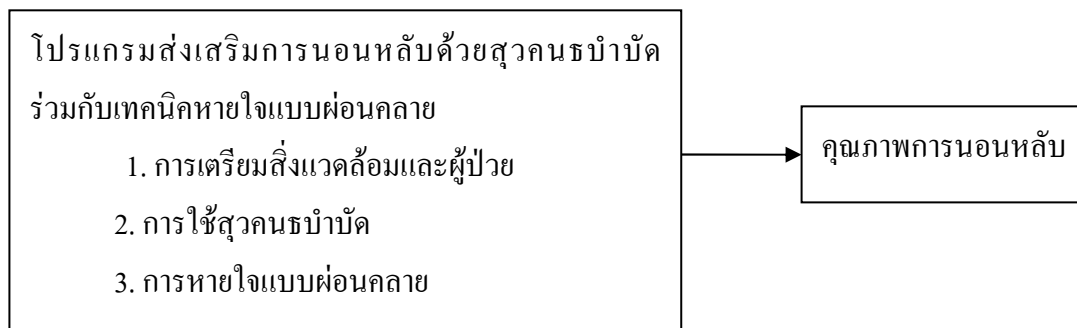 โปรแกรมส่งเสริมการนอนหลับด้วยสุวคนธบำบัด
ร่วมกับเทคนิคหายใจแบบผ่อนคลาย
1. การเตรียมสิ่งแวดล้อมและผู้ป่วย
2. การใช้สุวคนธบำบัด
3. การหายใจแบบผ่อนคลาย
คุณภาพการนอนหลับ